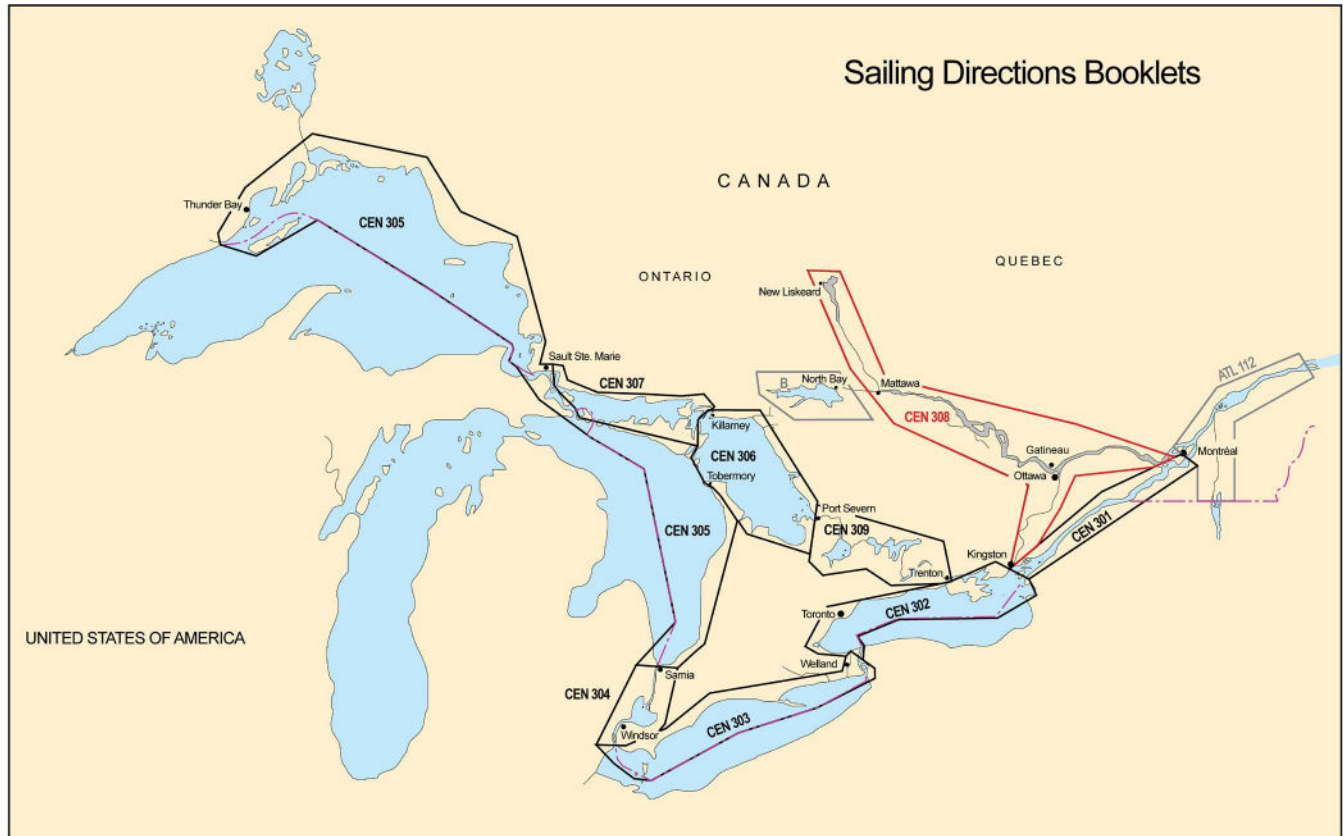 Sailing Directions Booklets
CANADA
Thunder Bay
CEN 305
ONTARIO
QUEBEC
New Liskeard
Sault Ste. Marie
CEN 307
B
North Bay
Mattawa
ATL 112
CEN 308
Killarney
CEN 306
Gatineau
Ottawa
Montréal
Tobermory
Port Severn
CEN 309
CEN 305
CEN 301
Kingston
Trenton
Toronto
CEN 302
UNITED STATES OF AMERICA
Welland
Sarnia
CEN 304
Windsor
CEN 303